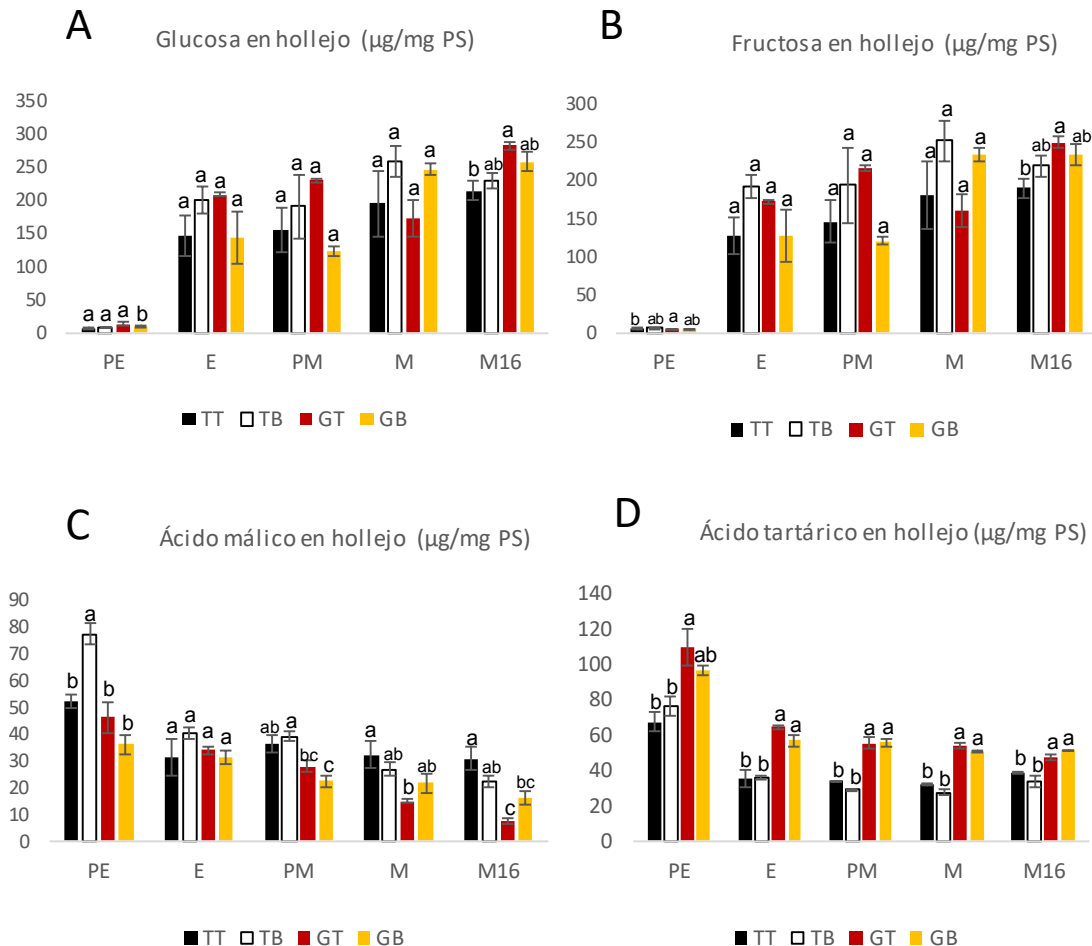 A
Glucosa en hollejo (µg/mg PS)
350
300
250
200
150
100
50
0
a a a b
a a a a
a a a a
a a a a
b ab a ab
PE E PM M M16
TT TB GT GB
B
Fructosa en hollejo (µg/mg PS)
300
250
200
150
100
50
0
b ab a ab
a a a a
a a a a
a a a a
b ab a ab
PE E PM M M16
TT TB GT GB
C
Ácido málico en hollejo (µg/mg PS)
90
80
70
60
50
40
30
20
10
0
b a b b
a a a a
ab a bc c
a ab b ab
a ab c bc
PE E PM M M16
TT TB GT GB
D
Ácido tartárico en hollejo (µg/mg PS)
140
120
100
80
60
40
20
0
b b a ab
b b a a
b b a a
b b a a
b b a a
PE E PM M M16
TT TB GT GB